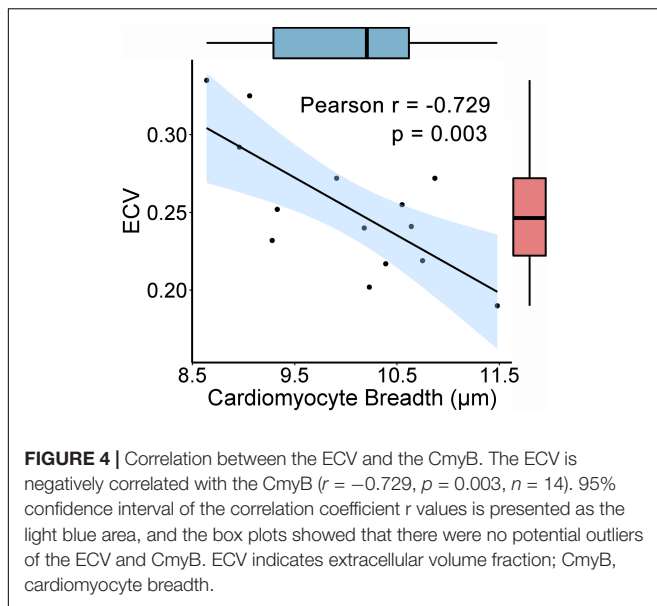 Pearson r = -0.729
p = 0.003
ECV
0.30
0.25
0.20
8.5 9.5 10.5 11.5
Cardiomyocyte Breadth (μm)
FIGURE 4 | Correlation between the ECV and the CmyB. The ECV is
negatively correlated with the CmyB (r = −0.729, p = 0.003, n = 14). 95%
confidence interval of the correlation coefficient r values is presented as the
light blue area, and the box plots showed that there were no potential outliers
of the ECV and CmyB. ECV indicates extracellular volume fraction; CmyB,
cardiomyocyte breadth.